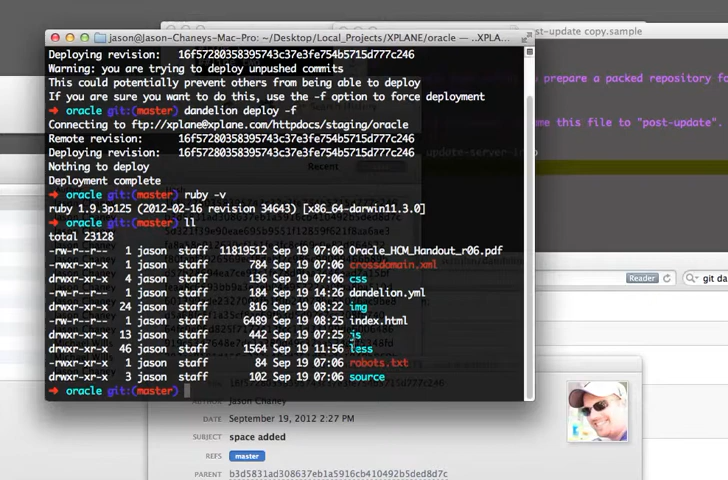 jason@Jason-Chaneys-Mac-Pro: ~/Desktop/Local_Projects/XPLANE/oracle — ..XPLA...
post-update copy.sample
Deploying revision: 16f57280358395743c37e3fe754b5715d777c246
Warning: you are trying to deploy unpushed commits
This could potentially prevent others from being able to deploy
If you are sure you want to do this, use the -f option to force deployment
prepare a packed repository fo
➜ oracle git:(master) dandelion deploy -f
Connecting to ftp://xplane@xplane.com/httpdocs/staging/oracle
me this file to "post-update".
Remote revision: 16f57280358395743c37e3fe754b5715d777c246
Deploying revision: 16f57280358395743c37e3fe754b5715d777c246
update-server-info
Nothing to deploy
Recent
Deployment complete
➜ oracle git:(master) ruby -v
ruby 1.9.3p125 (2012-02-16 revision 34643) [x86_64-darwin11.3.0]
➜ oracle git:(master) ll
total 23128
-rw-r--r-- 1 jason staff 11819512 Sep 19 07:06 Oracle_HCM_Handout_r06.pdf
-rwxr-xr-x 1 jason staff 784 Sep 19 07:06 crossdomain.xml
drwxr-xr-x 4 jason staff 136 Sep 19 07:06 css
Reader
git da
-rw-r--r-- 1 jason staff 184 Sep 19 14:26 dandelion.yml
drwxr-xr-x 24 jason staff 816 Sep 19 08:22 img
-rwxr-xr-x 1 jason staff 6489 Sep 19 07:06 index.html
drwxr-xr-x 13 jason staff 442 Sep 19 07:25 js
drwxr-xr-x 46 jason staff 1564 Sep 19 11:56 less
-rwxr-xr-x 1 jason staff 84 Sep 19 07:06 robots.txt
drwxr-xr-x 3 jason staff 102 Sep 19 07:06 source
➜ oracle git:(master)
AUTHOR Jason Chaney
DATE September 19, 2012 2:27 PM
SUBJECT space added
REFS master
PARENT b3d5831ad308637eb1a5916cb410492b5d8d7c